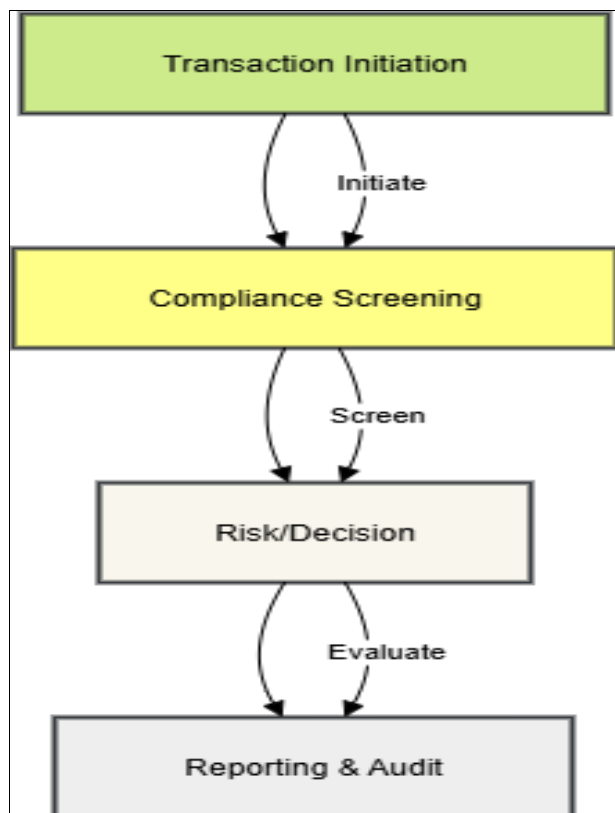 Transaction Initiation
Initiate
Compliance Screening
Screen
Risk/Decision
Evaluate
Reporting & Audit